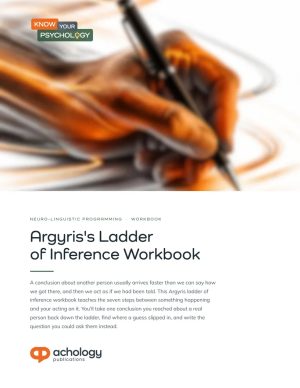 KNOW YOUR
PSYCHOLOGY
NEURO-LINGUISTIC PROGRAMMING · WORKBOOK
Argyris's Ladder
of Inference Workbook
A conclusion about another person usually arrives faster than we can say how
we got there, and then we act as if we had been told. This Argyris ladder of
inference workbook teaches the seven steps between something happening
and your acting on it. You'll take one conclusion you reached about a real
person back down the ladder, find where a guess slipped in, and write the
question you could ask them instead.
achology
publications